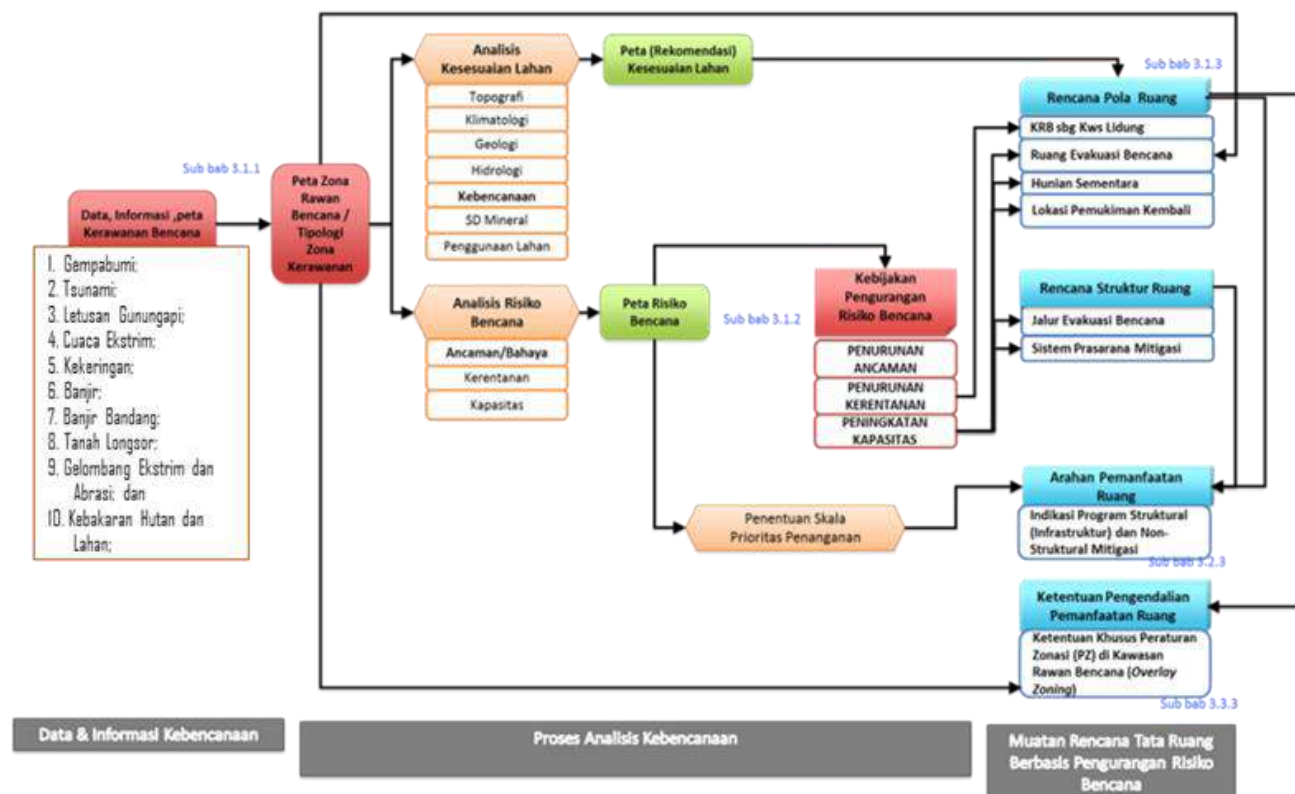 Sub bab 3.1.1
Data, Informasi ,peta
Kerawanan Bencana
1. Gempabumi;
2. Tsunami;
3. Letusan Gunungapi;
4. Cuaca Ekstrim;
5. Kekeringan;
6. Banjir;
7. Banjir Bandang;
8. Tanah Longsor;
9. Gelombang Ekstrim dan
Abrasi; dan
10. Kebakaran Hutan dan
Lahan;
Peta Zona
Rawan
Bencana /
Tipologi
Zona
Kerawanan
Analisis
Kesesuaian Lahan
Topografi
Klimatologi
Geologi
Hidrologi
Kebencanaan
SD Mineral
Penggunaan Lahan
Peta (Rekomendasi)
Kesesuaian Lahan
Analisis Risiko
Bencana
Ancaman/Bahaya
Kerentanan
Kapasitas
Peta Risiko
Bencana
Sub bab 3.1.2
Kebijakan
Pengurangan
Risiko Bencana
PENURUNAN
ANCAMAN
PENURUNAN
KERENTANAN
PENINGKATAN
KAPASITAS
Penentuan Skala
Prioritas Penanganan
Sub bab 3.1.3
Rencana Pola Ruang
KRB sbg Kws Lidung
Ruang Evakuasi Bencana
Hunian Sementara
Lokasi Pemukiman Kembali
Rencana Struktur Ruang
Jalur Evakuasi Bencana
Sistem Prasarana Mitigasi
Arahan Pemanfaatan
Ruang
Indikasi Program Struktural
(Infrastruktur) dan Non-
Struktural Mitigasi
Sub bab 3.2.3
Ketentuan Pengendalian
Pemanfaatan Ruang
Ketentuan Khusus Peraturan
Zonasi (PZ) di Kawasan
Rawan Bencana (Overlay
Zoning)
Sub bab 3.3.3
Data & Informasi Kebencanaan
Proses Analisis Kebencanaan
Muatan Rencana Tata Ruang
Berbasis Pengurangan Risiko
Bencana